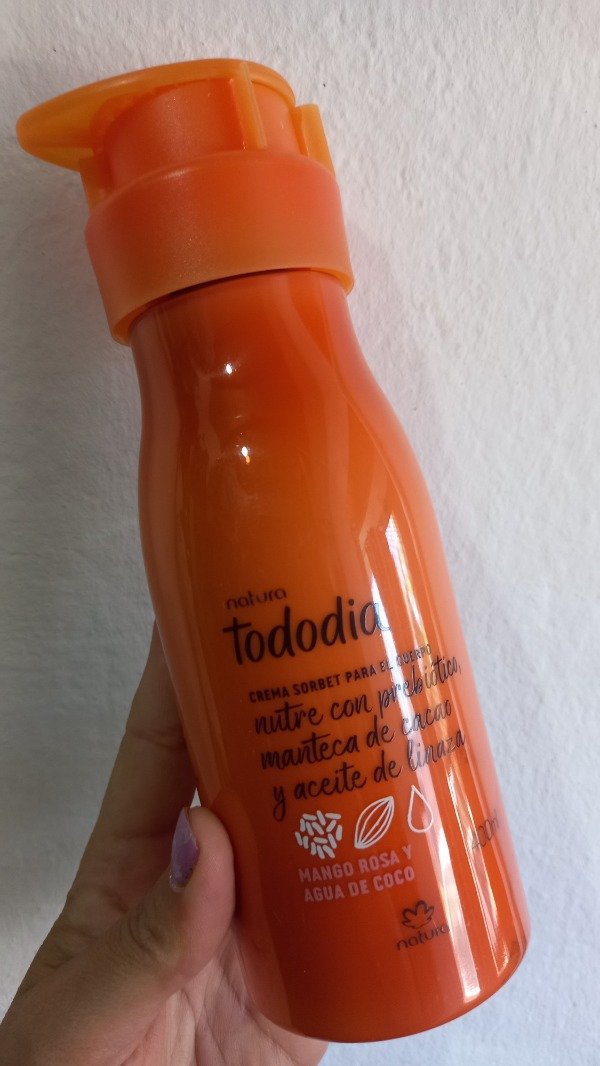 natura
tododia
CREMA SORBET PARA EL CUERPO
nutre con prebiótico,
manteca de cacao
y aceite de linaza
400ml
MANGO ROSA Y
AGUA DE COCO
natura